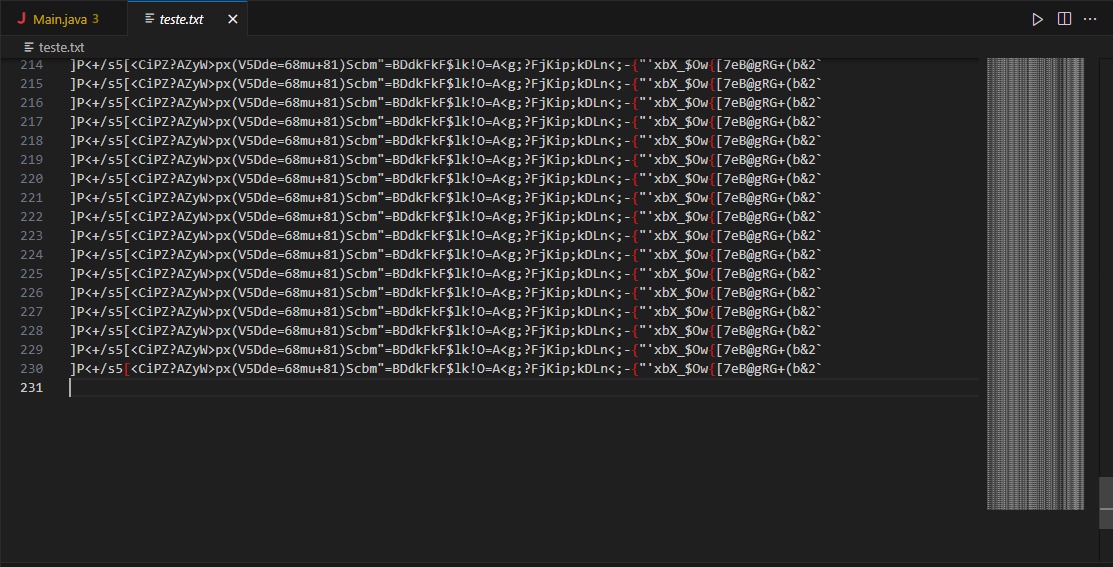 Main.java 3
teste.txt
teste.txt
214 ]P<+/s5[<CiPZ?AZyW>px(V5Dde=68mu+81)Scbm"=BDdkFkF$lk!O=A<g;?FjKip;kDLn<;-{"'xbX_$Ow{[7eB@gRG+(b&2`
215 ]P<+/s5[<CiPZ?AZyW>px(V5Dde=68mu+81)Scbm"=BDdkFkF$lk!O=A<g;?FjKip;kDLn<;-{"'xbX_$Ow{[7eB@gRG+(b&2`
216 ]P<+/s5[<CiPZ?AZyW>px(V5Dde=68mu+81)Scbm"=BDdkFkF$lk!O=A<g;?FjKip;kDLn<;-{"'xbX_$Ow{[7eB@gRG+(b&2`
217 ]P<+/s5[<CiPZ?AZyW>px(V5Dde=68mu+81)Scbm"=BDdkFkF$lk!O=A<g;?FjKip;kDLn<;-{"'xbX_$Ow{[7eB@gRG+(b&2`
218 ]P<+/s5[<CiPZ?AZyW>px(V5Dde=68mu+81)Scbm"=BDdkFkF$lk!O=A<g;?FjKip;kDLn<;-{"'xbX_$Ow{[7eB@gRG+(b&2`
219 ]P<+/s5[<CiPZ?AZyW>px(V5Dde=68mu+81)Scbm"=BDdkFkF$lk!O=A<g;?FjKip;kDLn<;-{"'xbX_$Ow{[7eB@gRG+(b&2`
220 ]P<+/s5[<CiPZ?AZyW>px(V5Dde=68mu+81)Scbm"=BDdkFkF$lk!O=A<g;?FjKip;kDLn<;-{"'xbX_$Ow{[7eB@gRG+(b&2`
221 ]P<+/s5[<CiPZ?AZyW>px(V5Dde=68mu+81)Scbm"=BDdkFkF$lk!O=A<g;?FjKip;kDLn<;-{"'xbX_$Ow{[7eB@gRG+(b&2`
222 ]P<+/s5[<CiPZ?AZyW>px(V5Dde=68mu+81)Scbm"=BDdkFkF$lk!O=A<g;?FjKip;kDLn<;-{"'xbX_$Ow{[7eB@gRG+(b&2`
223 ]P<+/s5[<CiPZ?AZyW>px(V5Dde=68mu+81)Scbm"=BDdkFkF$lk!O=A<g;?FjKip;kDLn<;-{"'xbX_$Ow{[7eB@gRG+(b&2`
224 ]P<+/s5[<CiPZ?AZyW>px(V5Dde=68mu+81)Scbm"=BDdkFkF$lk!O=A<g;?FjKip;kDLn<;-{"'xbX_$Ow{[7eB@gRG+(b&2`
225 ]P<+/s5[<CiPZ?AZyW>px(V5Dde=68mu+81)Scbm"=BDdkFkF$lk!O=A<g;?FjKip;kDLn<;-{"'xbX_$Ow{[7eB@gRG+(b&2`
226 ]P<+/s5[<CiPZ?AZyW>px(V5Dde=68mu+81)Scbm"=BDdkFkF$lk!O=A<g;?FjKip;kDLn<;-{"'xbX_$Ow{[7eB@gRG+(b&2`
227 ]P<+/s5[<CiPZ?AZyW>px(V5Dde=68mu+81)Scbm"=BDdkFkF$lk!O=A<g;?FjKip;kDLn<;-{"'xbX_$Ow{[7eB@gRG+(b&2`
228 ]P<+/s5[<CiPZ?AZyW>px(V5Dde=68mu+81)Scbm"=BDdkFkF$lk!O=A<g;?FjKip;kDLn<;-{"'xbX_$Ow{[7eB@gRG+(b&2`
229 ]P<+/s5[<CiPZ?AZyW>px(V5Dde=68mu+81)Scbm"=BDdkFkF$lk!O=A<g;?FjKip;kDLn<;-{"'xbX_$Ow{[7eB@gRG+(b&2`
230 ]P<+/s5[<CiPZ?AZyW>px(V5Dde=68mu+81)Scbm"=BDdkFkF$lk!O=A<g;?FjKip;kDLn<;-{"'xbX_$Ow{[7eB@gRG+(b&2`
231